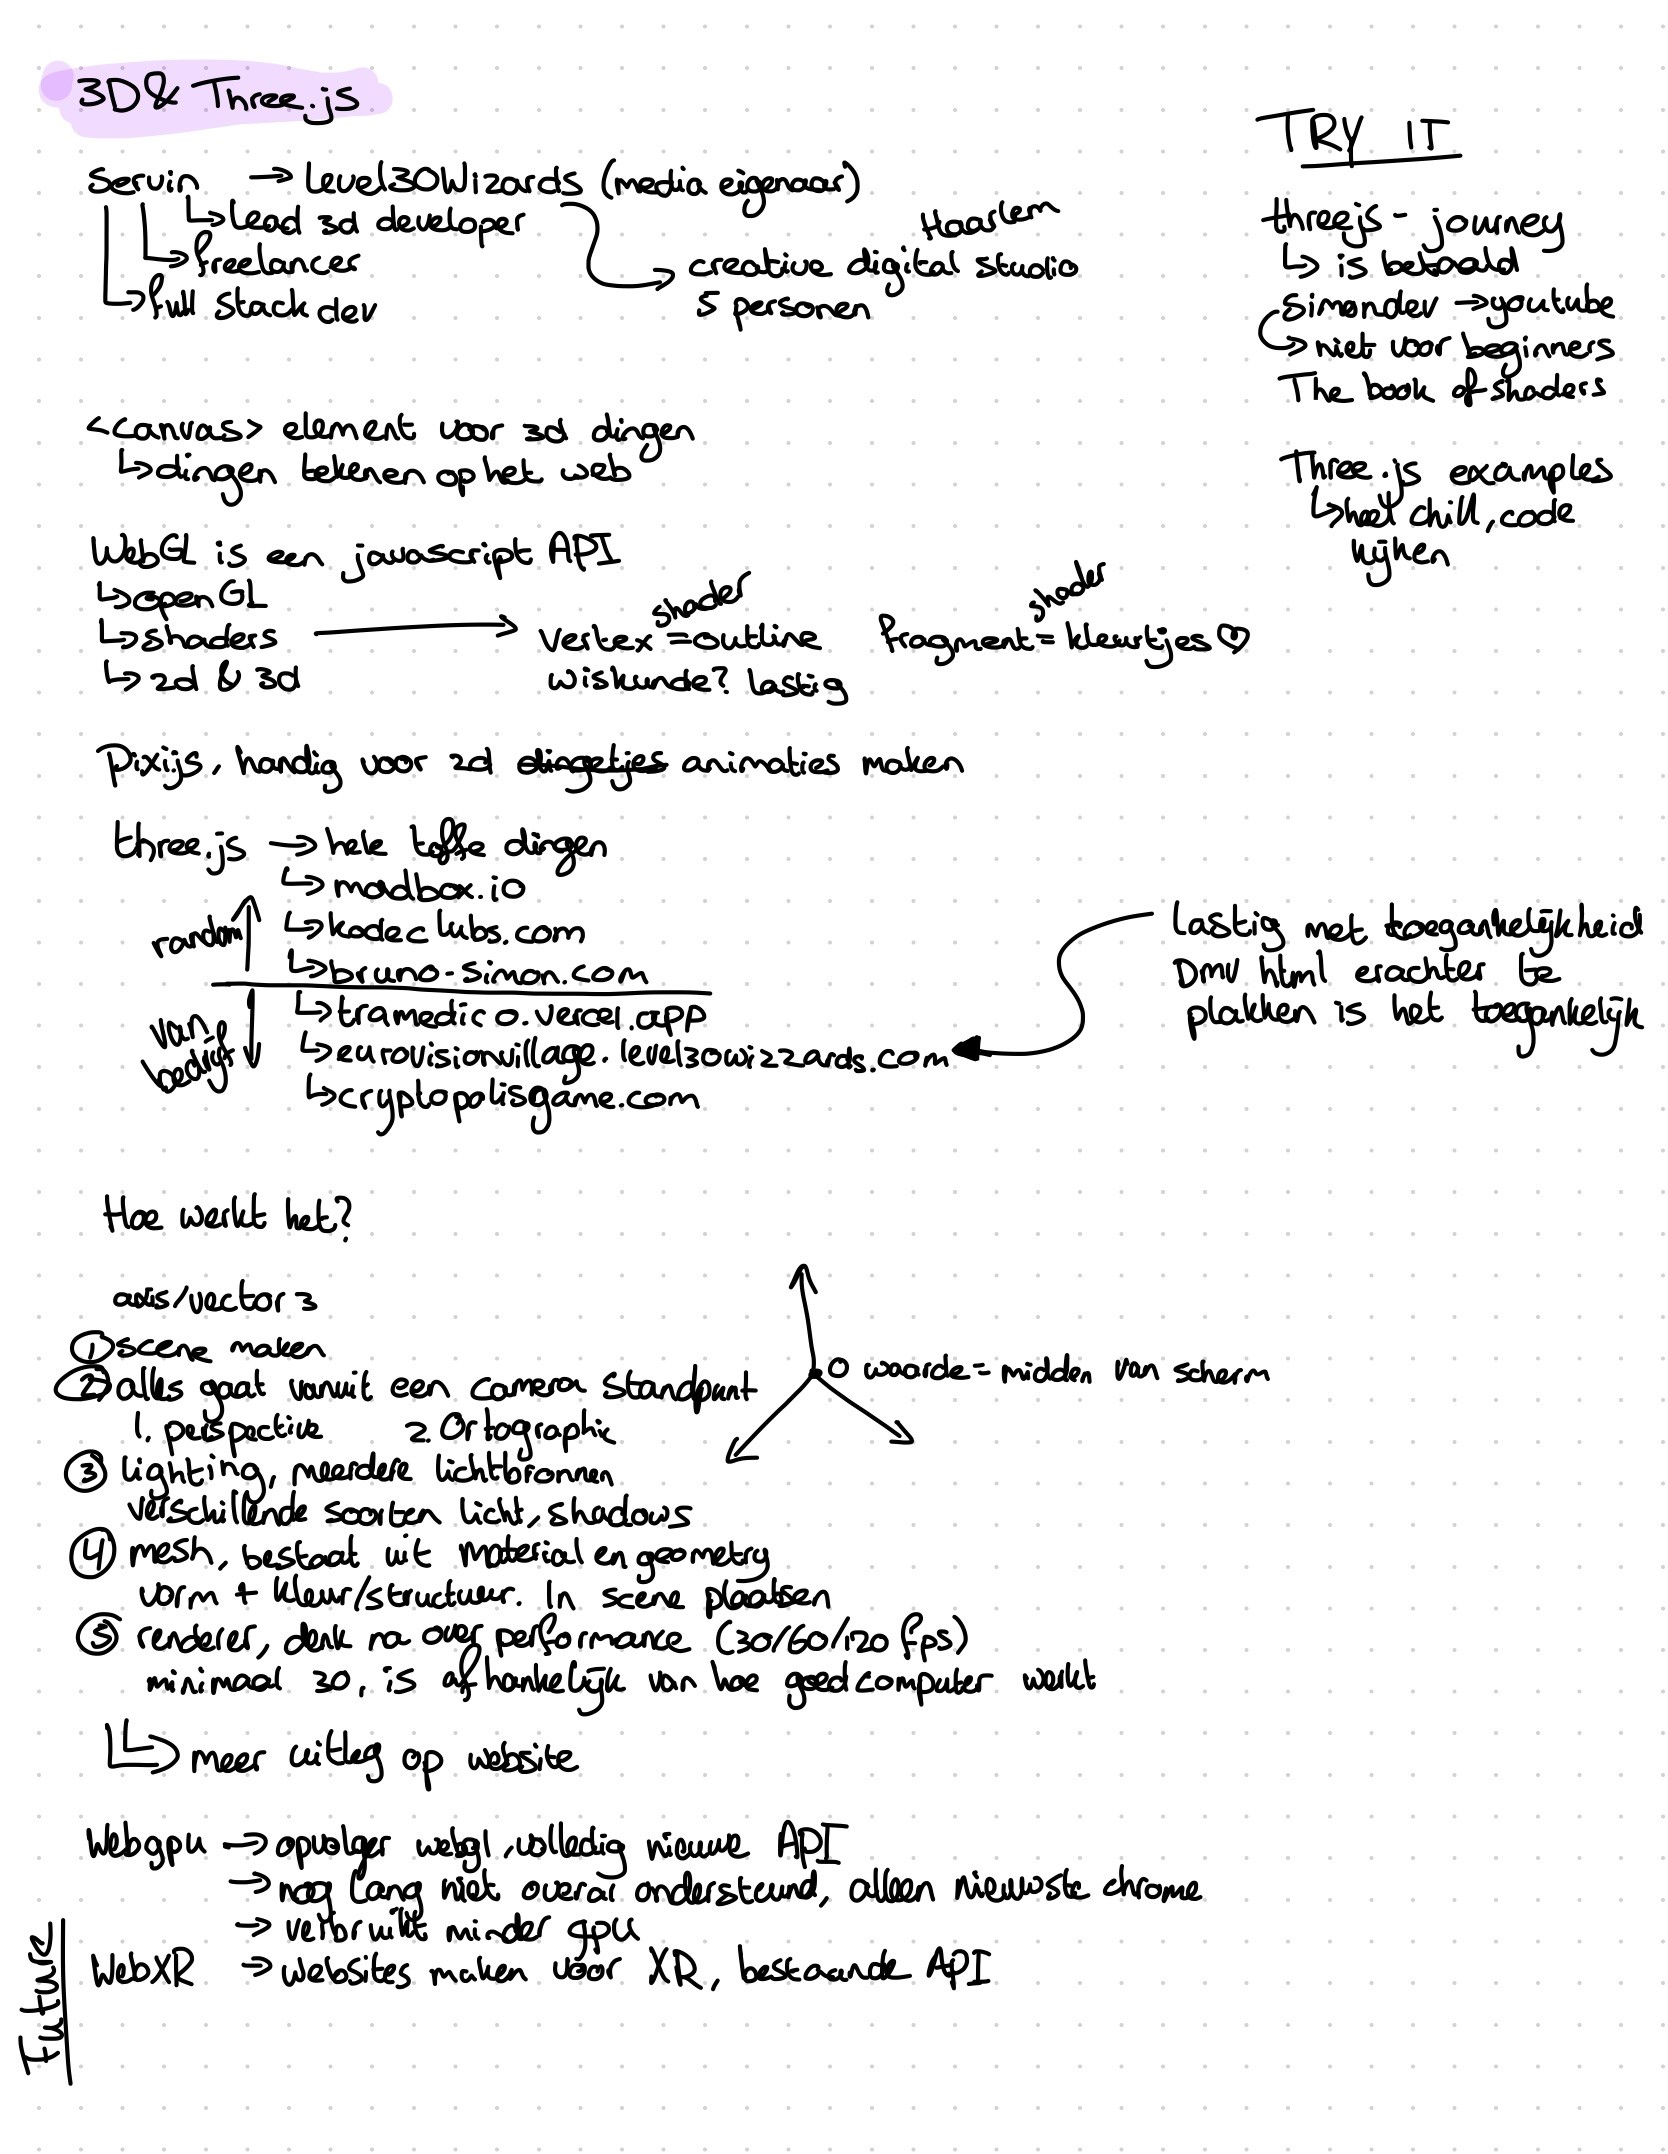 3D & Three.js
Servin → Level30Wizards (media eigenaar)
↳ Lead 3d developer
↳ freelancer
↳ full stack dev
Haarlem
creative digital studio
5 personen
TRY IT
threejs - journey
↳ is betaald
simondev → youtube
↳ niet voor beginners
The book of shaders
Three.js examples
↳ heel chill, code
kijken
<canvas> element voor 3d dingen
↳ dingen tekenen op het web
WebGL is een javascript API
↳ openGL
↳ shaders → Vertex shader = outline
wiskunde? lastig
fragment shader = kleurtjes ♡
↳ 2d & 3d
Pixi.js, handig voor 2d dingetjes animaties maken
three.js → hele toffe dingen
↳ madbox.io
↳ kodeclubs.com
↳ bruno-simon.com
random
↳ tramedico.vercel.app
↳ eurovisionvillage.level30wizzards.com
↳ cryptopolisgame.com
van
bedrijf
lastig met toegankelijkheid
Dmv html erachter te
plakken is het toegankelijk
Hoe werkt het?
axis/vector 3
① scene maken
② alles gaat vanuit een camera standpunt
1. perspective 2. Ortographic
0 waarde = midden van scherm
③ lighting, meerdere lichtbronnen
verschillende soorten licht, shadows
④ mesh, bestaat uit material en geometry
vorm + kleur/structuur. In scene plaatsen
⑤ renderer, denk na over performance (30/60/120 fps)
minimaal 30, is afhankelijk van hoe goed computer werkt
↳ meer uitleg op website
Future
Webgpu → opvolger webgl, volledig nieuwe API
→ nog lang niet overal ondersteund, alleen nieuwste chrome
→ verbruikt minder gpu
WebXR → websites maken voor XR, bestaande API